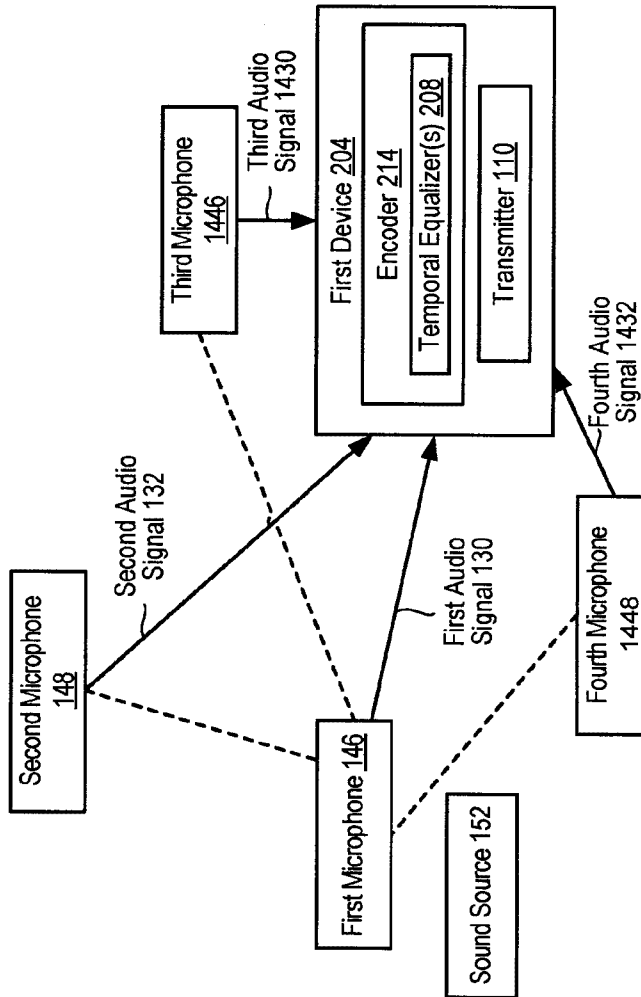 Second Microphone
148
Third Microphone
1446
Second Audio
Signal 132
Third Audio
Signal 1430
First Microphone 146
First Audio
Signal 130
First Device 204
Encoder 214
Temporal Equalizer(s) 208
Transmitter 110
Sound Source 152
Fourth Microphone
1448
Fourth Audio
Signal 1432